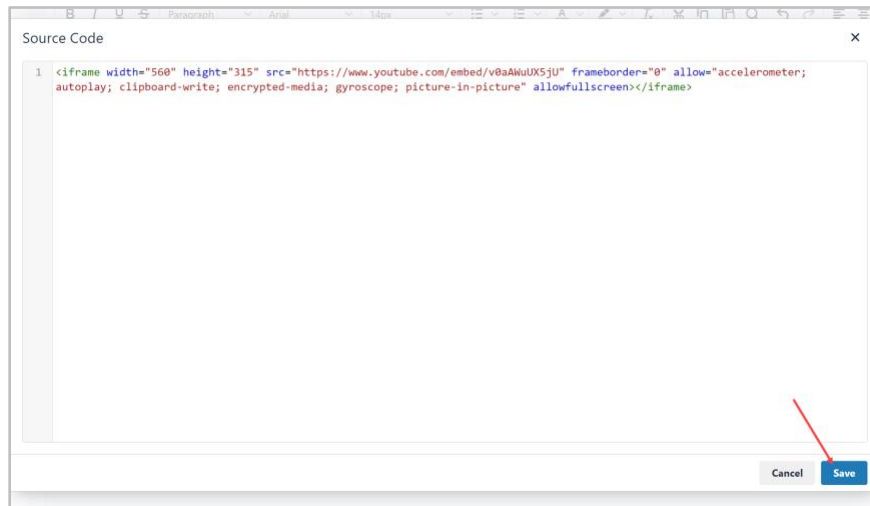 B I U S Paragraph Arial 14px
Source Code
1 <iframe width="560" height="315" src="https://www.youtube.com/embed/v0aAWuUX5jU" frameborder="0" allow="accelerometer;
autoplay; clipboard-write; encrypted-media; gyroscope; picture-in-picture" allowfullscreen></iframe>
Cancel Save